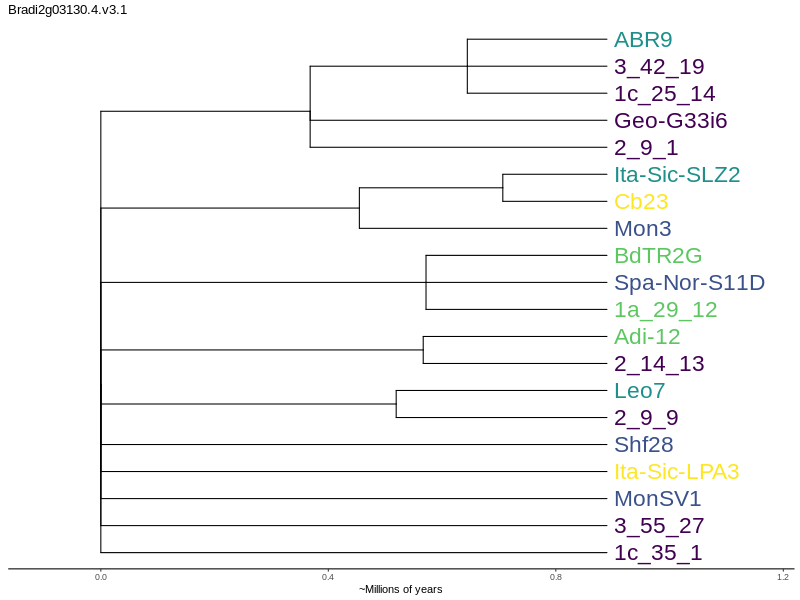 Bradi2g03130.4.v3.1
ABR9
3_42_19
1c_25_14
Geo-G33i6
2_9_1
Ita-Sic-SLZ2
Cb23
Mon3
BdTR2G
Spa-Nor-S11D
1a_29_12
Adi-12
2_14_13
Leo7
2_9_9
Shf28
Ita-Sic-LPA3
MonSV1
3_55_27
1c_35_1
0.0 0.4 0.8 1.2
~Millions of years